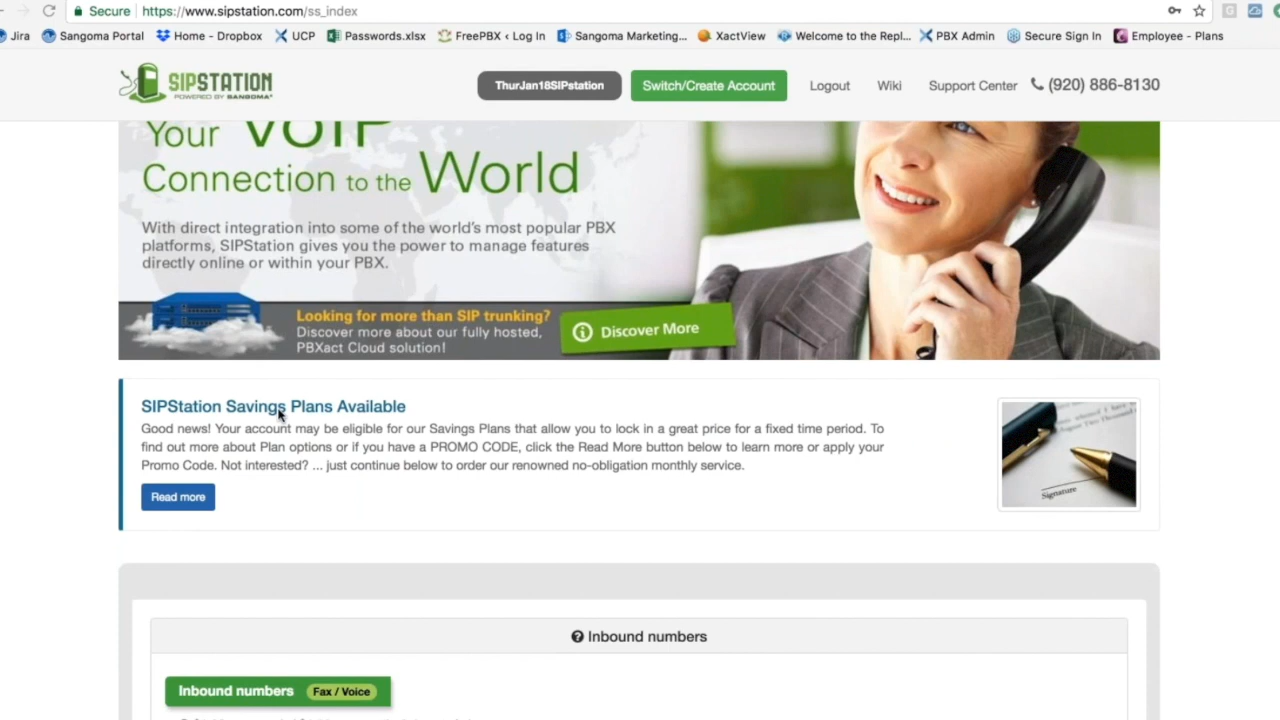 Secure https://www.sipstation.com/ss_index
Jira Sangoma Portal Home - Dropbox UCP Passwords.xlsx FreePBX ‹ Log In Sangoma Marketing... XactView Welcome to the Repl... PBX Admin Secure Sign In Employee - Plans
SIPSTATION
POWERED BY SANGOMA
ThurJan18SIPstation Switch/Create Account Logout Wiki Support Center (920) 886-8130
Your VoIP
Connection to the World
With direct integration into some of the world's most popular PBX
platforms, SIPStation gives you the power to manage features
directly online or within your PBX.
Looking for more than SIP trunking?
Discover more about our fully hosted,
PBXact Cloud solution!
Discover More
SIPStation Savings Plans Available
Good news! Your account may be eligible for our Savings Plans that allow you to lock in a great price for a fixed time period. To
find out more about Plan options or if you have a PROMO CODE, click the Read More button below to learn more or apply your
Promo Code. Not interested? ... just continue below to order our renowned no-obligation monthly service.
Read more
Signature
Inbound numbers
Inbound numbers Fax / Voice